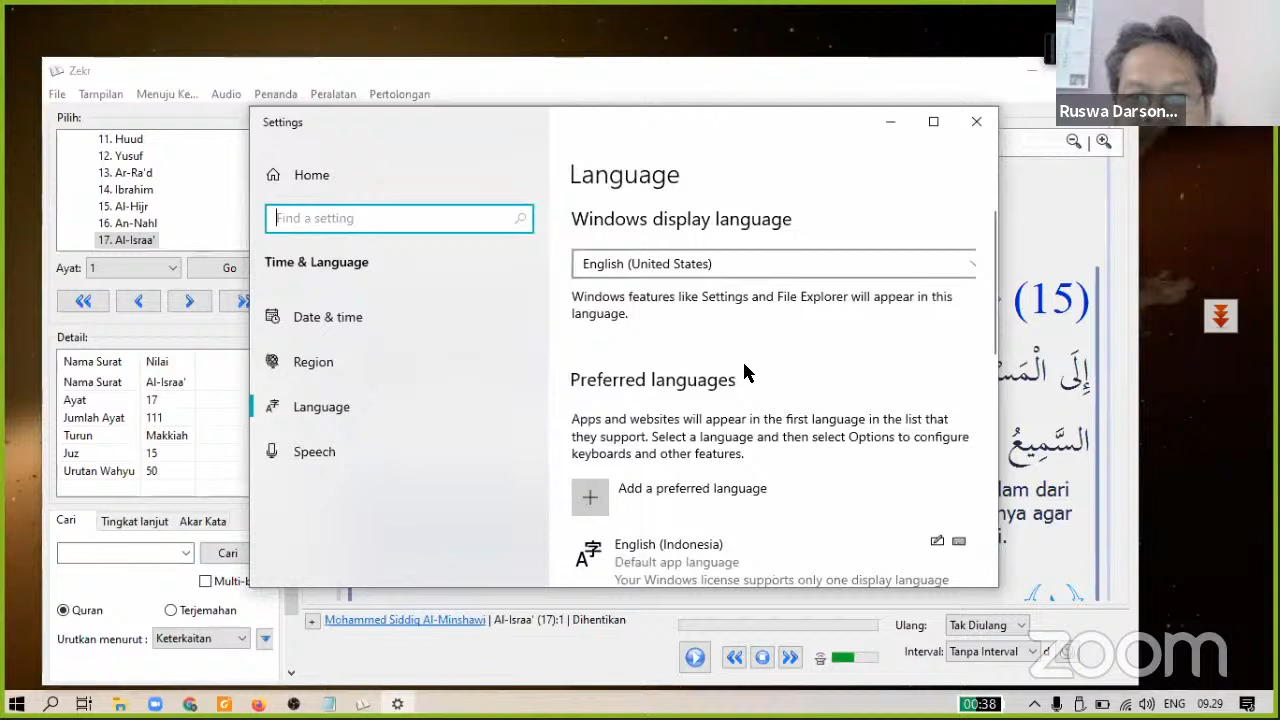 Ruswa Darson...
Zekr
File Tampilan Menuju Ke... Audio Penanda Peralatan Pertolongan
Pilih:
11. Huud
12. Yusuf
13. Ar-Ra'd
14. Ibrahim
15. Al-Hijr
16. An-Nahl
17. Al-Israa'
Ayat: 1 Go
Detail:
Nama Surat Nilai
Nama Surat Al-Israa'
Ayat 17
Jumlah Ayat 111
Turun Makkiah
Juz 15
Urutan Wahyu 50
Cari Tingkat lanjut Akar Kata
Cari
Quran Terjemahan
Urutkan menurut : Keterkaitan
Settings
Home
Find a setting
Time & Language
Date & time
Region
Language
Speech
Language
Windows display language
English (United States)
Windows features like Settings and File Explorer will appear in this
language.
Preferred languages
Apps and websites will appear in the first language in the list that
they support. Select a language and then select Options to configure
keyboards and other features.
Add a preferred language
English (Indonesia)
Default app language
Your Windows license supports only one display language
(15)
إِلَى
السَّمِيعُ
lam dari
nya agar
Mohammed Siddiq Al-Minshawi | Al-Israa' (17):1 | Dihentikan
Ulang: Tak Diulang
Interval: Tanpa Interval
zoom
00:38 ENG 09.29